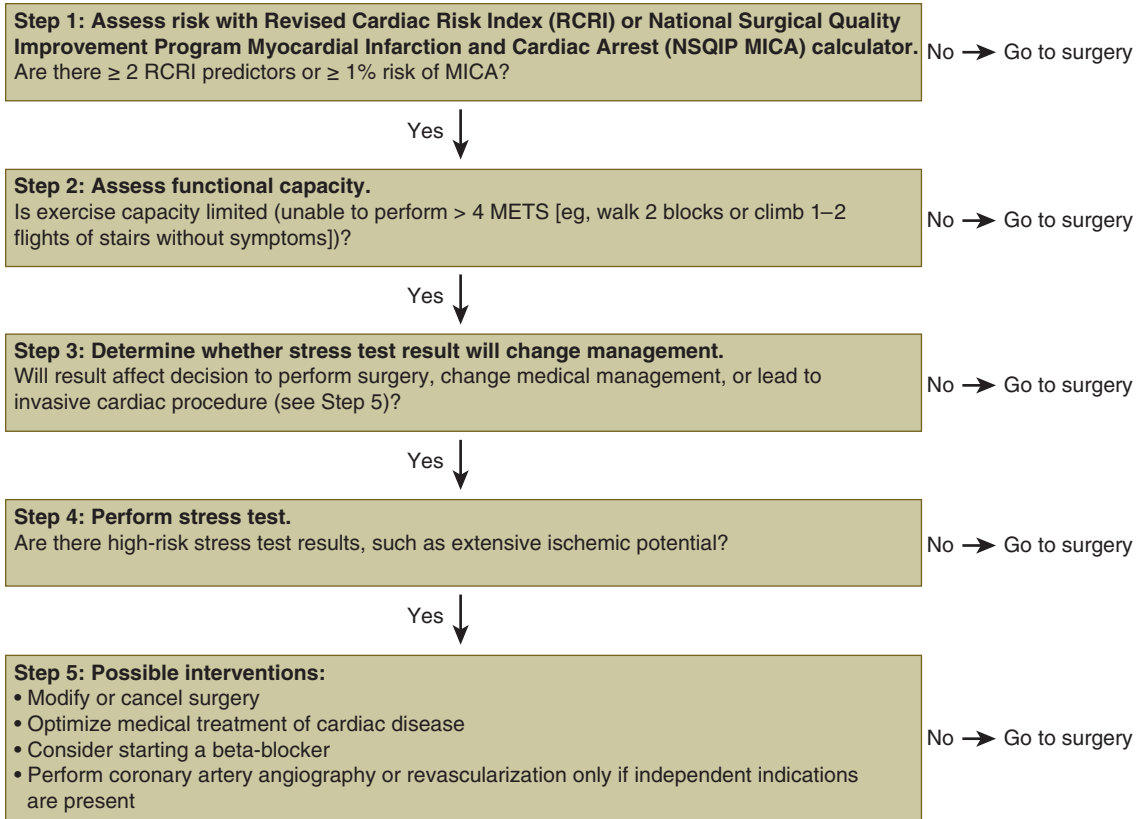 Step 1: Assess risk with Revised Cardiac Risk Index (RCRI) or National Surgical Quality
Improvement Program Myocardial Infarction and Cardiac Arrest (NSQIP MICA) calculator.
Are there ≥ 2 RCRI predictors or ≥ 1% risk of MICA?
No → Go to surgery
Yes
Step 2: Assess functional capacity.
Is exercise capacity limited (unable to perform > 4 METS [eg, walk 2 blocks or climb 1–2
flights of stairs without symptoms])?
No → Go to surgery
Yes
Step 3: Determine whether stress test result will change management.
Will result affect decision to perform surgery, change medical management, or lead to
invasive cardiac procedure (see Step 5)?
No → Go to surgery
Yes
Step 4: Perform stress test.
Are there high-risk stress test results, such as extensive ischemic potential?
No → Go to surgery
Yes
Step 5: Possible interventions:
• Modify or cancel surgery
• Optimize medical treatment of cardiac disease
• Consider starting a beta-blocker
• Perform coronary artery angiography or revascularization only if independent indications
are present
No → Go to surgery